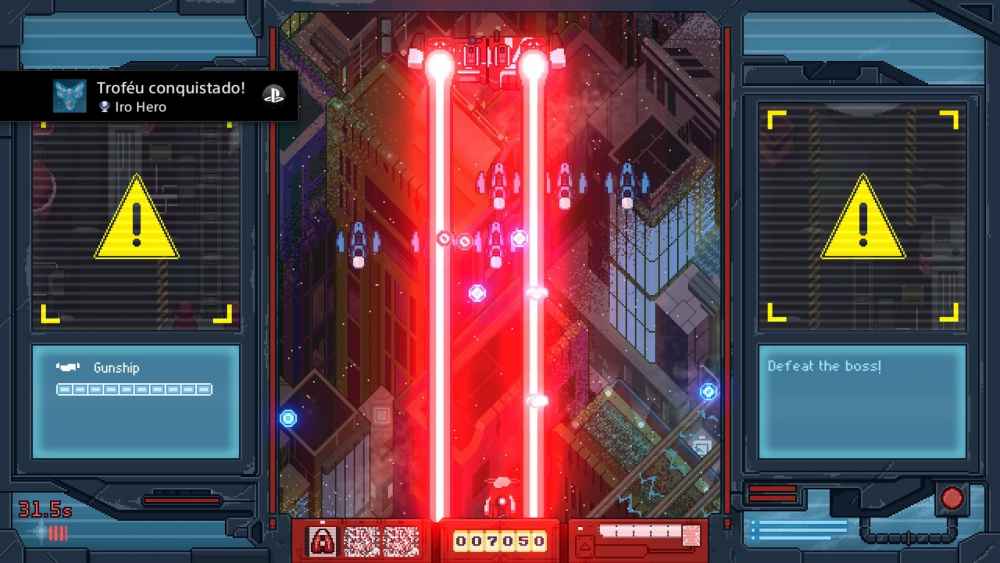 Troféu conquistado!
Iro Hero
Gunship
Defeat the boss!
31.5s
007050